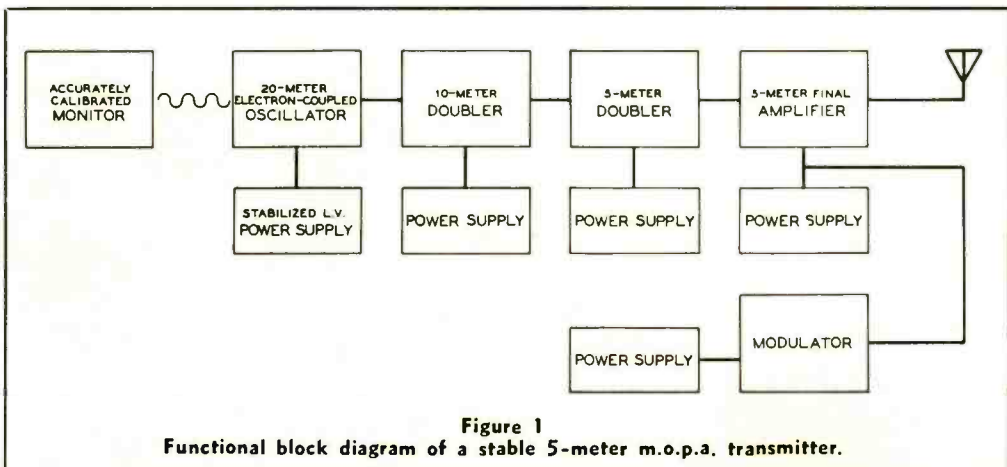 ACCURATELY
CALIBRATED
MONITOR
20-METER
ELECTRON-COUPLED
OSCILLATOR
10-METER
DOUBLER
5-METER
DOUBLER
5-METER FINAL
AMPLIFIER
STABILIZED L.V.
POWER SUPPLY
POWER SUPPLY
POWER SUPPLY
POWER SUPPLY
POWER SUPPLY
MODULATOR
Figure 1
Functional block diagram of a stable 5-meter m.o.p.a. transmitter.